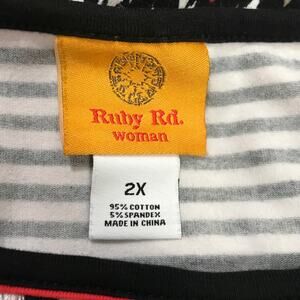 Ruby Rd.
woman
2X
95% COTTON
5% SPANDEX
MADE IN CHINA